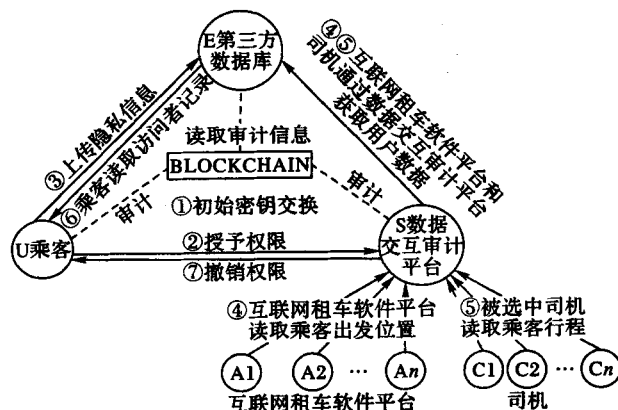 E第三方
数据库
④⑤互联网租车软件平台和
司机通过数据交互审计平台
获取用户数据
③上传隐私信息
⑥乘客读取访问者记录
读取审计信息
BLOCKCHAIN
审计
审计
①初始密钥交换
U乘客
②授予权限
⑦撤销权限
S数据
交互审计
平台
④互联网租车软件平台
读取乘客出发位置
⑤被选中司机
读取乘客行程
A1 A2 … An
C1 C2 … Cn
互联网租车软件平台
司机